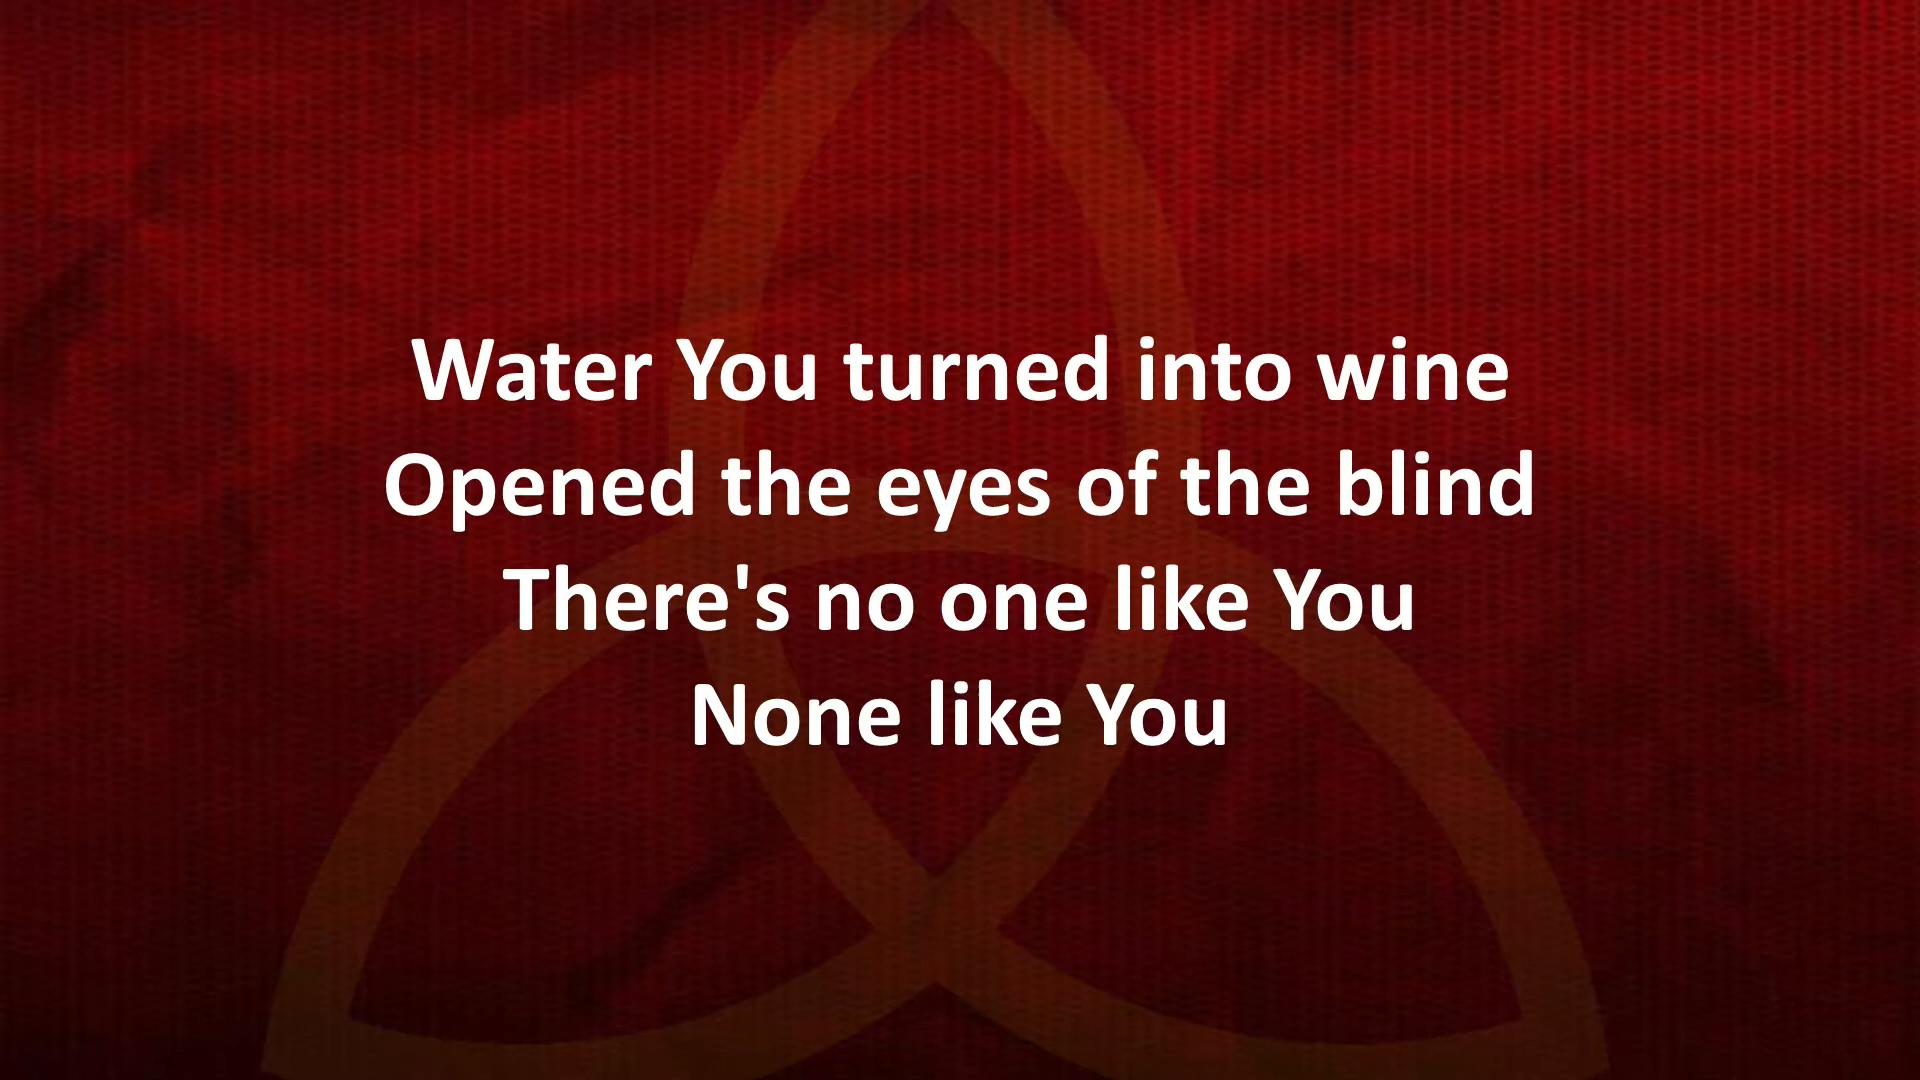 Water You turned into wine
Opened the eyes of the blind
There's no one like You
None like You